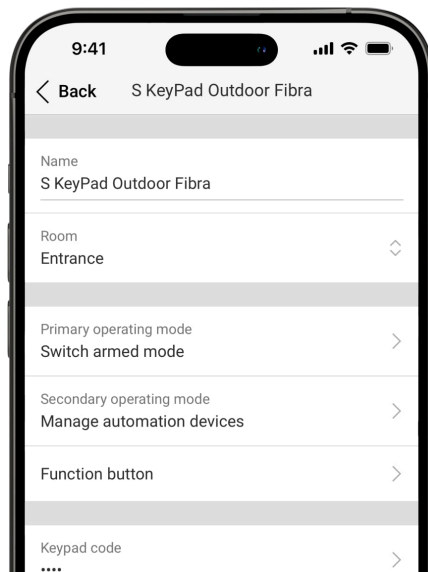 9:41
Back S KeyPad Outdoor Fibra
Name
S KeyPad Outdoor Fibra
Room
Entrance
Primary operating mode
Switch armed mode
Secondary operating mode
Manage automation devices
Function button
Keypad code
••••